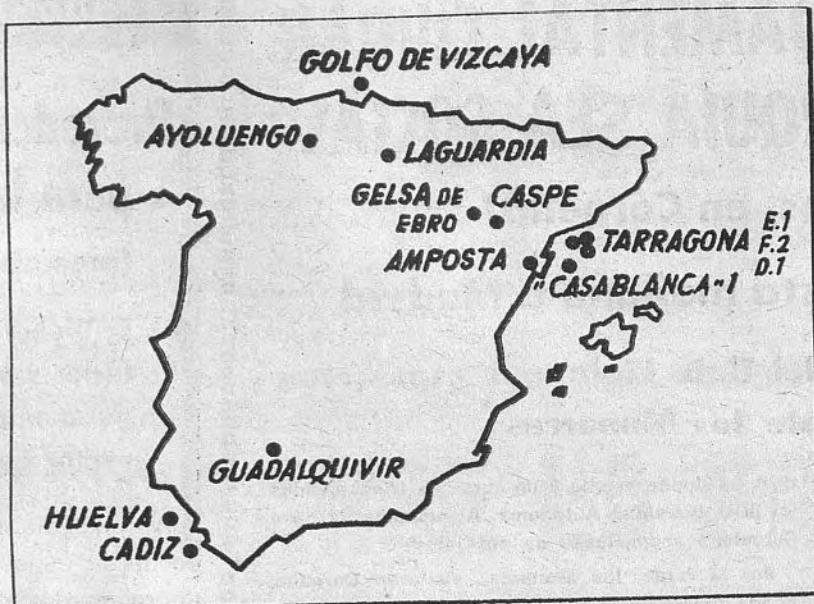 GOLFO DE VIZCAYA
AYOLUENGO
LAGUARDIA
GELSA DE
EBRO
CASPE
TARRAGONA
E.1
F.2
D.1
AMPOSTA
"CASABLANCA-"1
GUADALQUIVIR
HUELVA
CADIZ